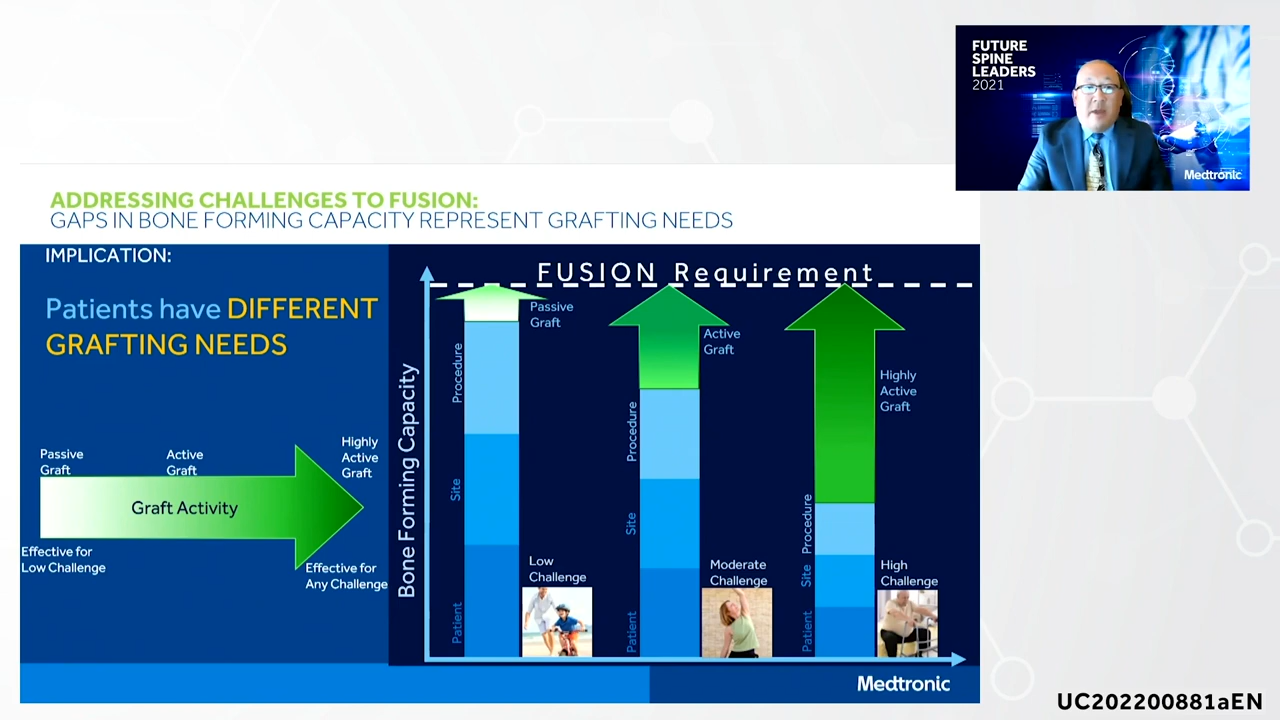 FUTURE
SPINE
LEADERS
2021
Medtronic
ADDRESSING CHALLENGES TO FUSION:
GAPS IN BONE FORMING CAPACITY REPRESENT GRAFTING NEEDS
IMPLICATION:
Patients have DIFFERENT
GRAFTING NEEDS
Passive
Graft
Active
Graft
Highly
Active
Graft
Graft Activity
Effective for
Low Challenge
Effective for
Any Challenge
FUSION Requirement
Bone Forming Capacity
Passive
Graft
Procedure
Site
Patient
Low
Challenge
Active
Graft
Procedure
Site
Patient
Moderate
Challenge
Highly
Active
Graft
Procedure
Site
Patient
High
Challenge
Medtronic
UC202200881aEN